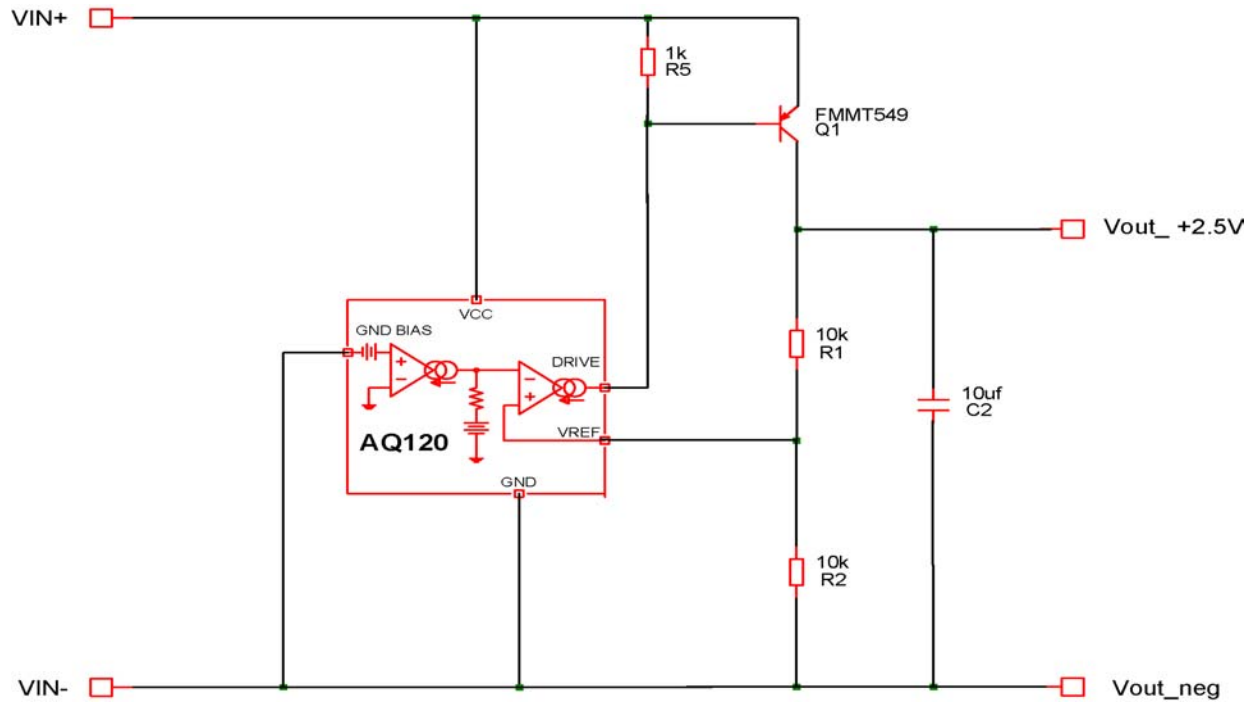 VIN+
1k
R5
FMMT549
Q1
Vout_ +2.5V
VCC
GND BIAS
DRIVE
10k
R1
10uf
C2
VREF
AQ120
GND
10k
R2
VIN-
Vout_neg